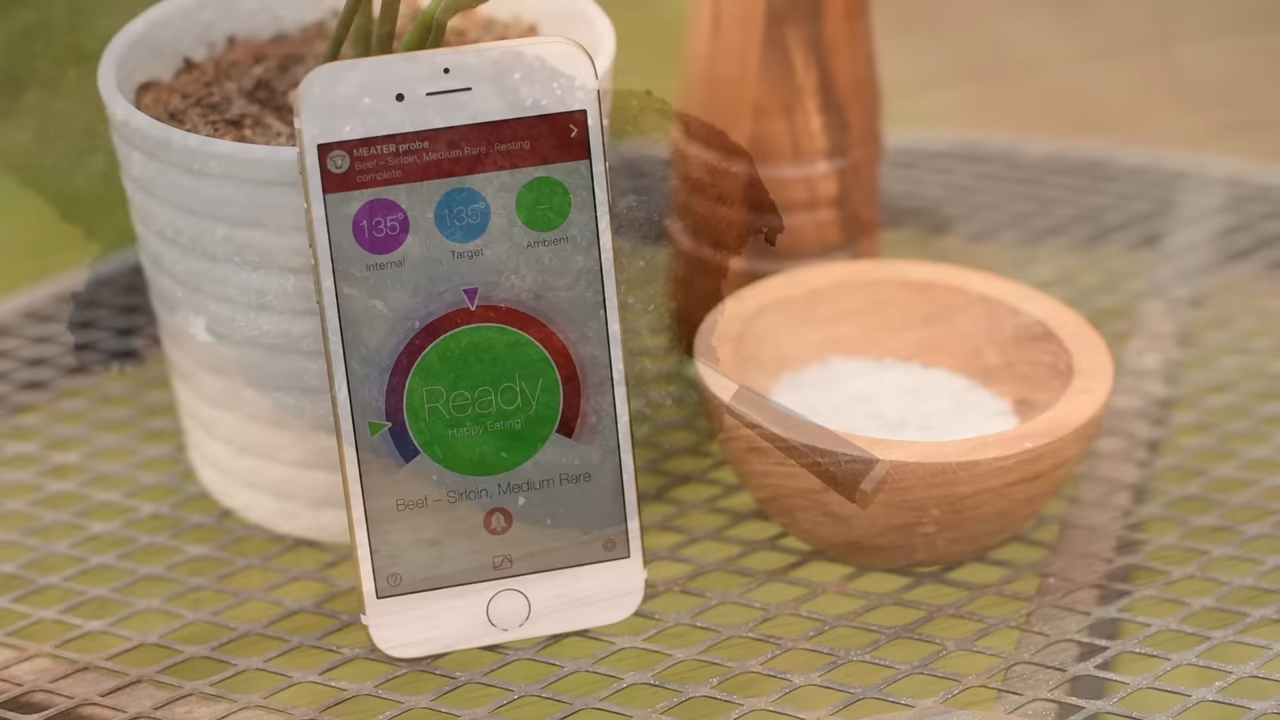 MEATER probe
Beef – Sirloin, Medium Rare : Resting
complete.
135°
135°
–
Internal
Target
Ambient
Ready
Happy Eating!
Beef – Sirloin, Medium Rare
?